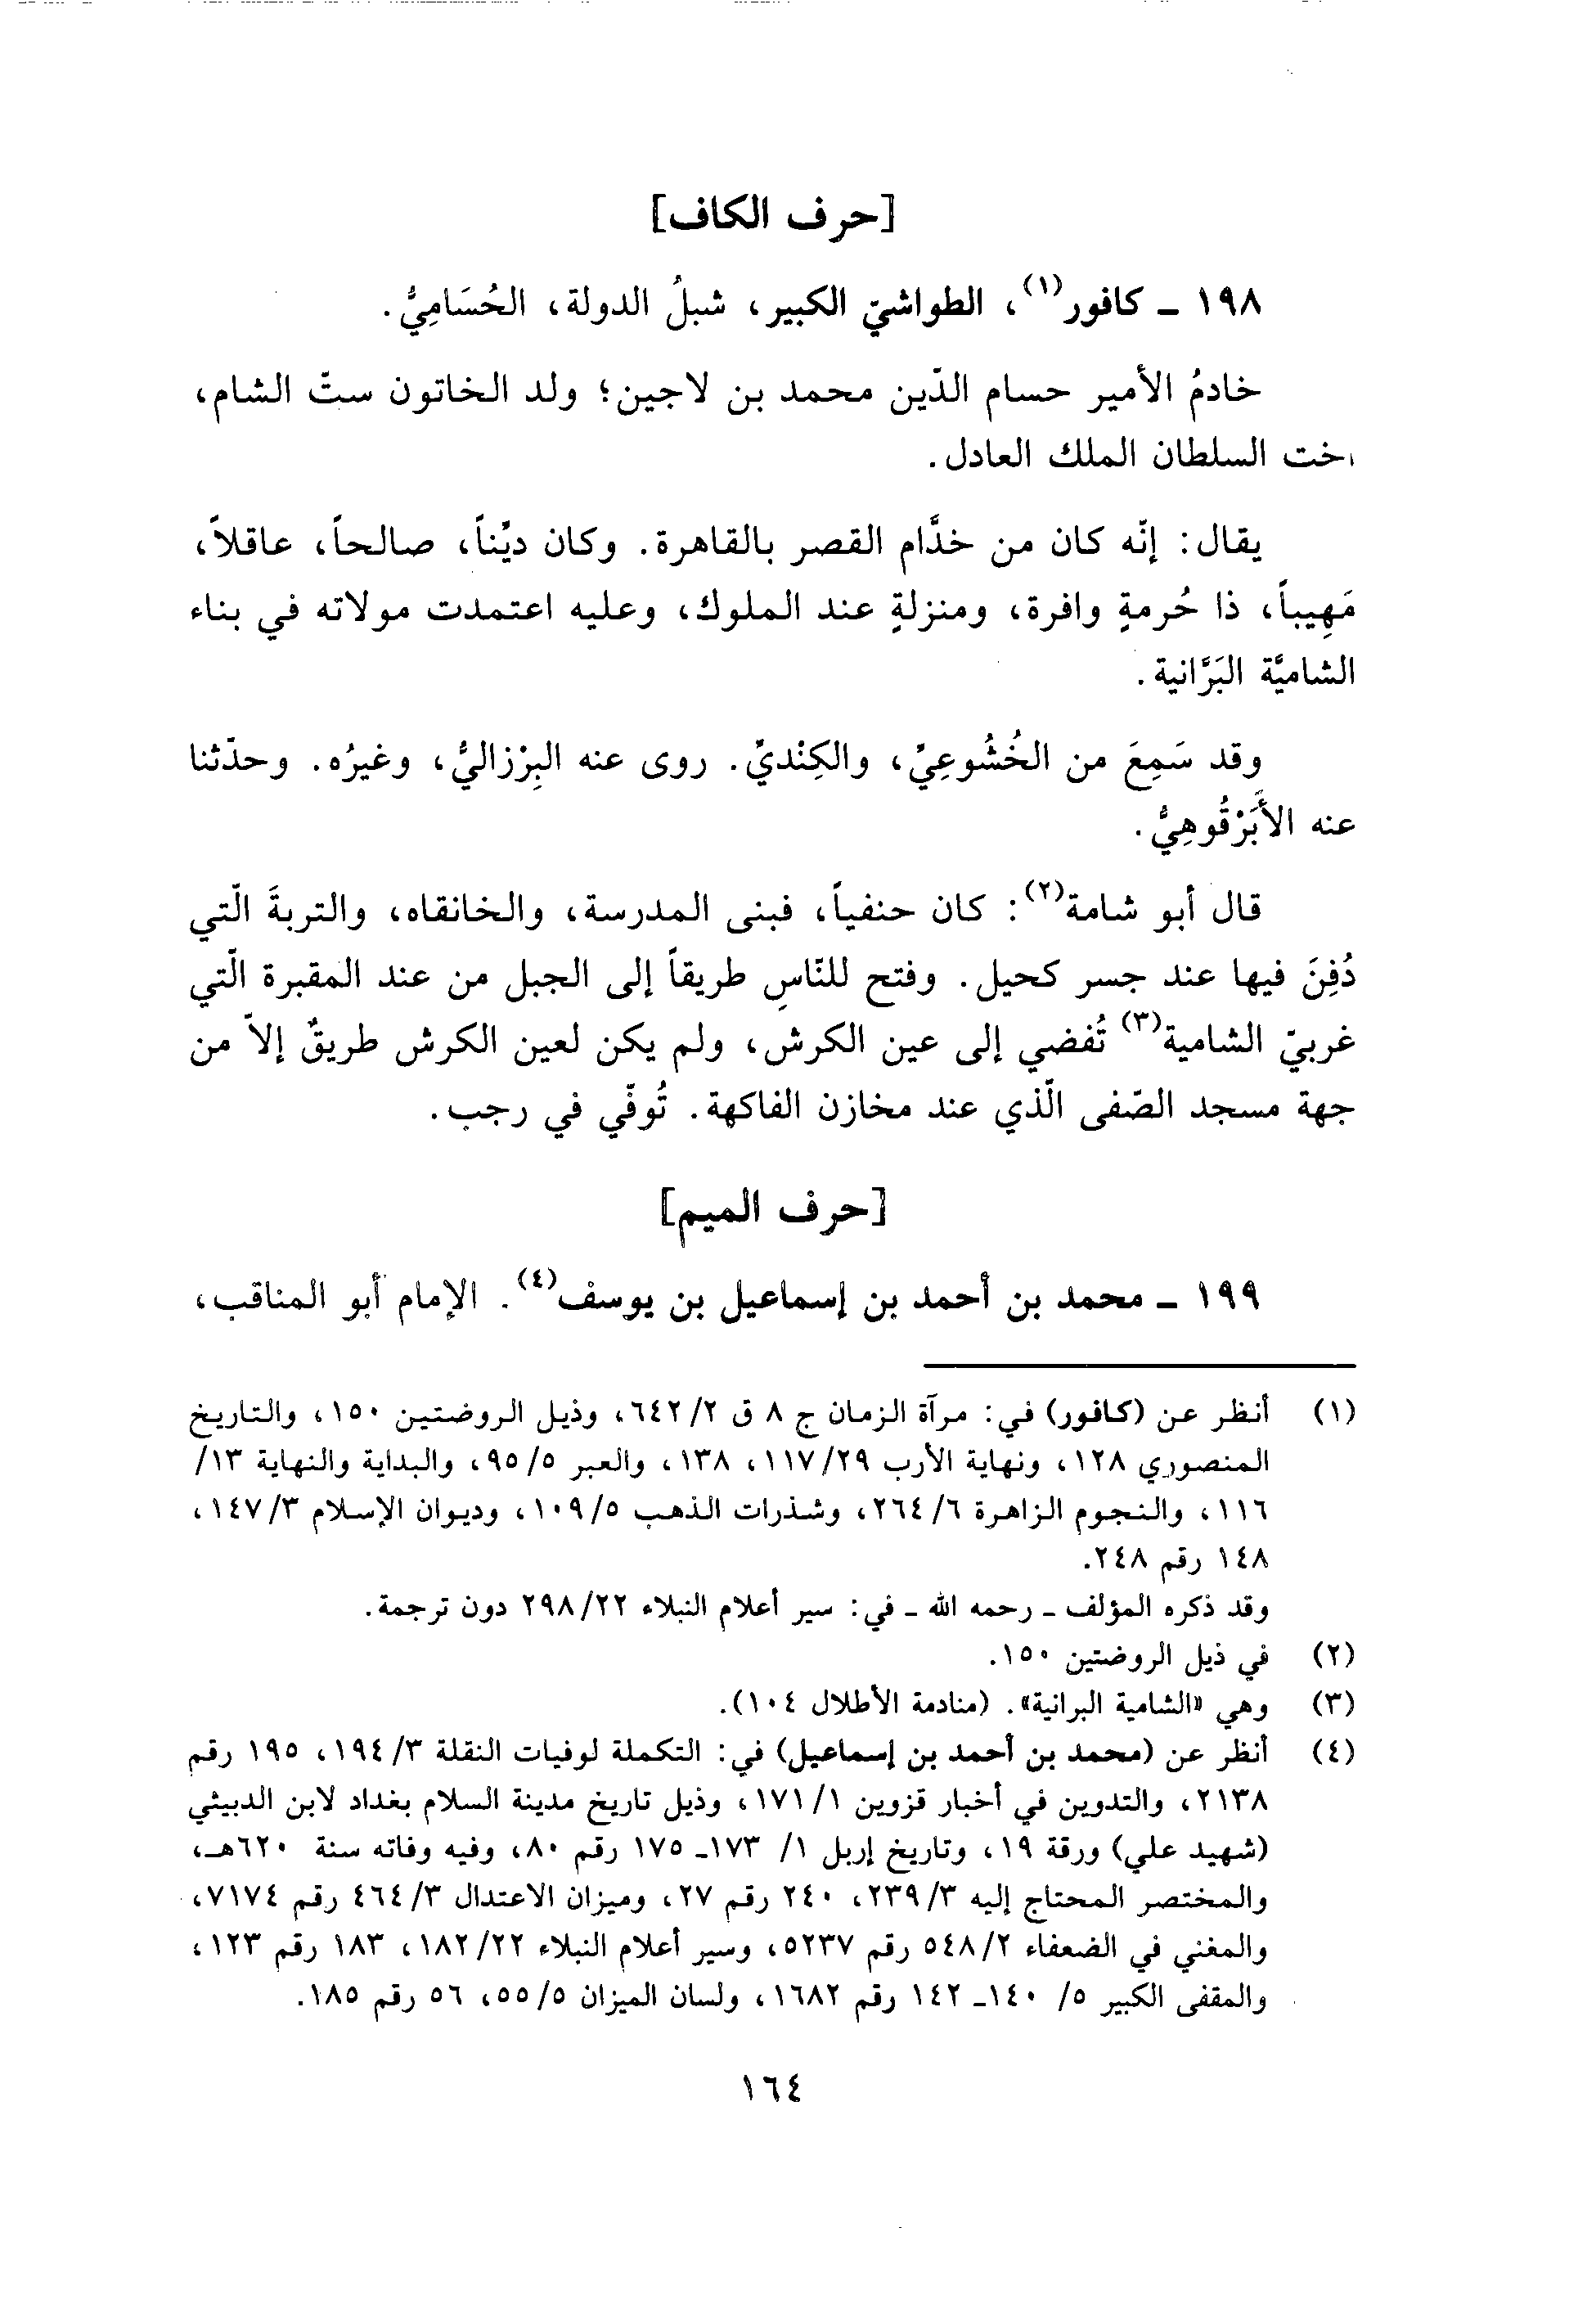 [حرف الكاف]
١٩٨ ـ كافور(١)، الطواشيّ الكبير، شبلُ الدولة، الحُسَامِيُّ.
خادمُ الأمير حسام الدّين محمد بن لاجين؛ ولد الخاتون ستّ الشام،
اخت السلطان الملك العادل.
يقال: إنّه كان من خدَّام القصر بالقاهرة. وكان ديِّناً، صالحاً، عاقلاً،
مَهِيباً، ذا حُرمةٍ وافرة، ومنزلةٍ عند الملوك، وعليه اعتمدت مولاته في بناء
الشاميَّة البَرَّانية.
وقد سَمِعَ من الخُشُوعِيِّ، والكِنْديِّ. روى عنه البِرْزاليُّ، وغيرُه. وحدّثنا
عنه الأَبَرْقُوهِيُّ.
قال أبو شامة(٢): كان حنفياً، فبنى المدرسة، والخانقاه، والتربةَ الّتي
دُفِنَ فيها عند جسر كحيل. وفتح للنّاسِ طريقاً إلى الجبل من عند المقبرة الّتي
غربيّ الشامية(٣) تُفضي إلى عين الكرش، ولم يكن لعين الكرش طريقٌ إلاّ من
جهة مسجد الصّفى الّذي عند مخازن الفاكهة. تُوفّي في رجب.
[حرف الميم]
١٩٩ ـ محمد بن أحمد بن إسماعيل بن يوسف(٤). الإمام أبو المناقب،
(١) أنظر عن (كافور) في: مرآة الزمان ج ٨ ق ٢/ ٦٤٢، وذيل الروضتين ١٥٠، والتاريخ
المنصوري ١٢٨، ونهاية الأرب ٢٩/ ١١٧، ١٣٨، والعبر ٥/ ٩٥، والبداية والنهاية ١٣/
١١٦، والنجوم الزاهرة ٦/ ٢٦٤، وشذرات الذهب ٥/ ١٠٩، وديوان الإسلام ٣/ ١٤٧،
١٤٨ رقم ٢٤٨.
وقد ذكره المؤلف ـ رحمه الله ـ في: سير أعلام النبلاء ٢٢/ ٢٩٨ دون ترجمة.
(٢) في ذيل الروضتين ١٥٠.
(٣) وهي «الشامية البرانية». (منادمة الأطلال ١٠٤).
(٤) أنظر عن (محمد بن أحمد بن إسماعيل) في: التكملة لوفيات النقلة ٣/ ١٩٤، ١٩٥ رقم
٢١٣٨، والتدوين في أخبار قزوين ١/ ١٧١، وذيل تاريخ مدينة السلام بغداد لابن الدبيثي
(شهيد علي) ورقة ١٩، وتاريخ إربل ١/ ١٧٣ـ ١٧٥ رقم ٨٠، وفيه وفاته سنة ٦٢٠هـ،
والمختصر المحتاج إليه ٣/ ٢٣٩، ٢٤٠ رقم ٢٧، وميزان الاعتدال ٣/ ٤٦٤ رقم ٧١٧٤،
والمغني في الضعفاء ٢/ ٥٤٨ رقم ٥٢٣٧، وسير أعلام النبلاء ٢٢/ ١٨٢، ١٨٣ رقم ١٢٣،
والمقفى الكبير ٥/ ١٤٠ـ ١٤٢ رقم ١٦٨٢، ولسان الميزان ٥/ ٥٥، ٥٦ رقم ١٨٥.
١٦٤